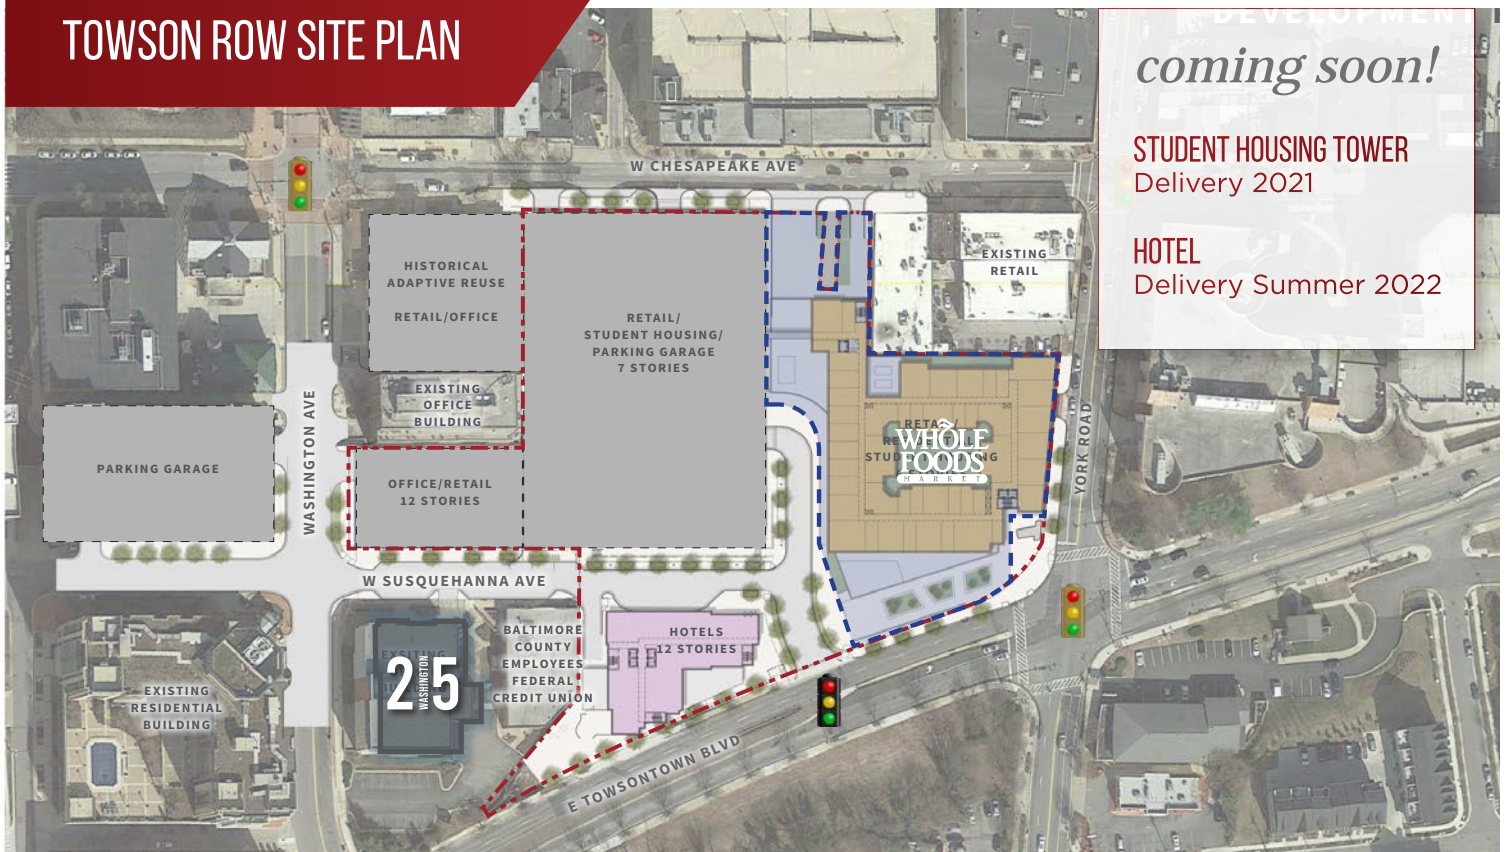 TOWSON ROW SITE PLAN
DEVELOPMENT
coming soon!
STUDENT HOUSING TOWER
Delivery 2021
HOTEL
Delivery Summer 2022
W CHESAPEAKE AVE
HISTORICAL
ADAPTIVE REUSE
RETAIL/OFFICE
RETAIL/
STUDENT HOUSING/
PARKING GARAGE
7 STORIES
EXISTING
RETAIL
EXISTING
OFFICE
BUILDING
WASHINGTON AVE
PARKING GARAGE
OFFICE/RETAIL
12 STORIES
RETAIL/
WHOLE
FOODS
MARKET
YORK ROAD
W SUSQUEHANNA AVE
25
WASHINGTON
BALTIMORE
COUNTY
EMPLOYEES
FEDERAL
CREDIT UNION
HOTELS
12 STORIES
EXISTING
RESIDENTIAL
BUILDING
E TOWSONTOWN BLVD